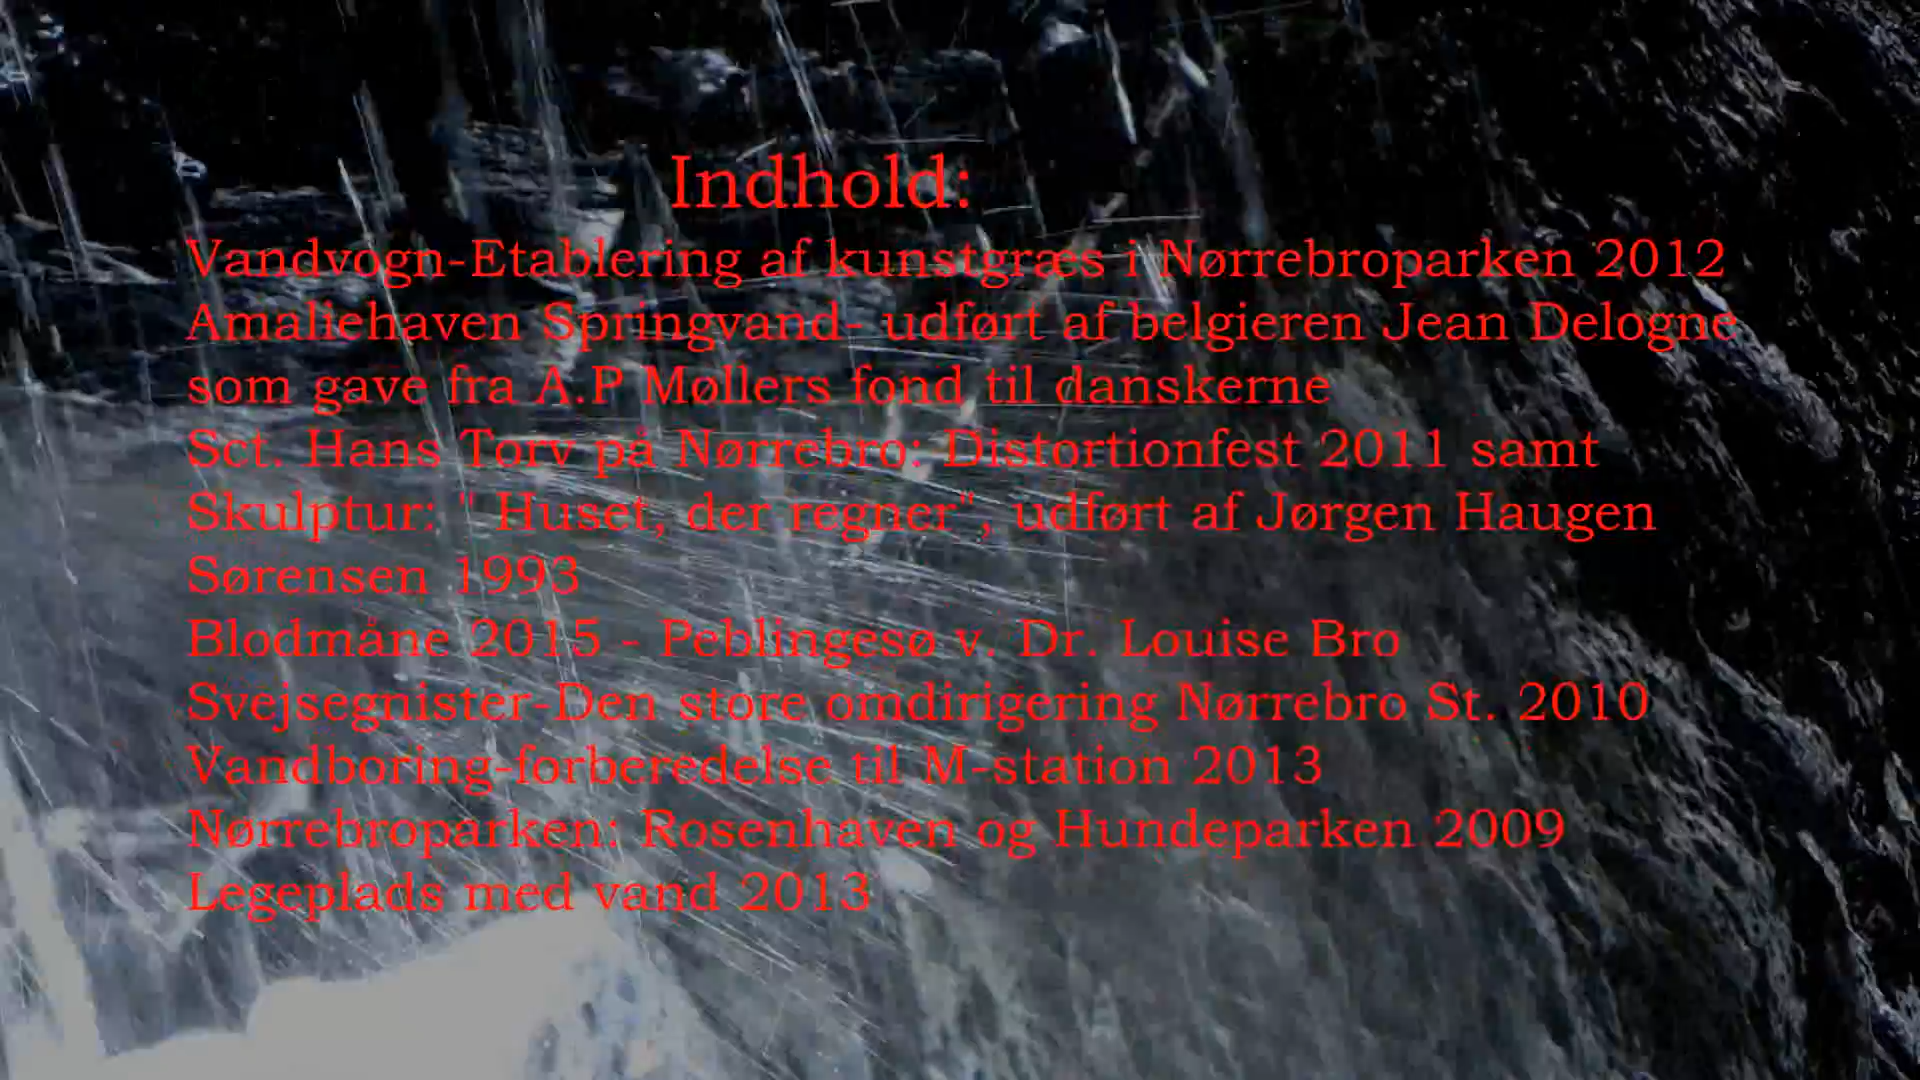 Indhold:
Vandvogn-Etablering af kunstgræs i Nørrebroparken 2012
Amaliehaven Springvand- udført af belgieren Jean Delogne
som gave fra A.P Møllers fond til danskerne
Sct. Hans Torv på Nørrebro: Distortionfest 2011 samt
Skulptur: " Huset, der regner", udført af Jørgen Haugen
Sørensen 1993
Blodmåne 2015 - Peblingesø v. Dr. Louise Bro
Svejsegnister-Den store omdirigering Nørrebro St. 2010
Vandboring-forberedelse til M-station 2013
Nørrebroparken: Rosenhaven og Hundeparken 2009
Legeplads med vand 2013